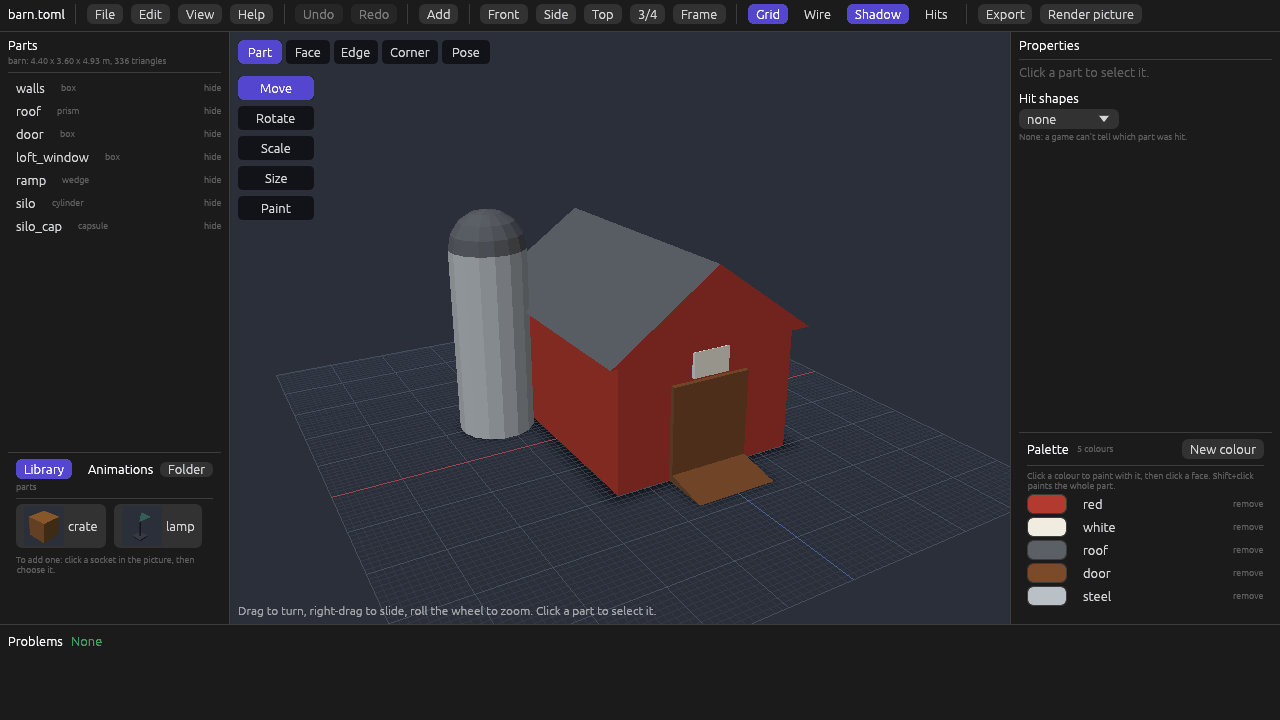 barn.toml File Edit View Help Undo Redo Add Front Side Top 3/4 Frame Grid Wire Shadow Hits Export Render picture
Parts
barn: 4.40 x 3.60 x 4.93 m, 336 triangles
walls box hide
roof prism hide
door box hide
loft_window box hide
ramp wedge hide
silo cylinder hide
silo_cap capsule hide
Library Animations Folder
parts
crate lamp
To add one: click a socket in the picture, then
choose it.
Part Face Edge Corner Pose
Move
Rotate
Scale
Size
Paint
Drag to turn, right-drag to slide, roll the wheel to zoom. Click a part to select it.
Properties
Click a part to select it.
Hit shapes
none
None: a game can't tell which part was hit.
Palette 5 colours New colour
Click a colour to paint with it, then click a face. Shift+click
paints the whole part.
red remove
white remove
roof remove
door remove
steel remove
Problems None